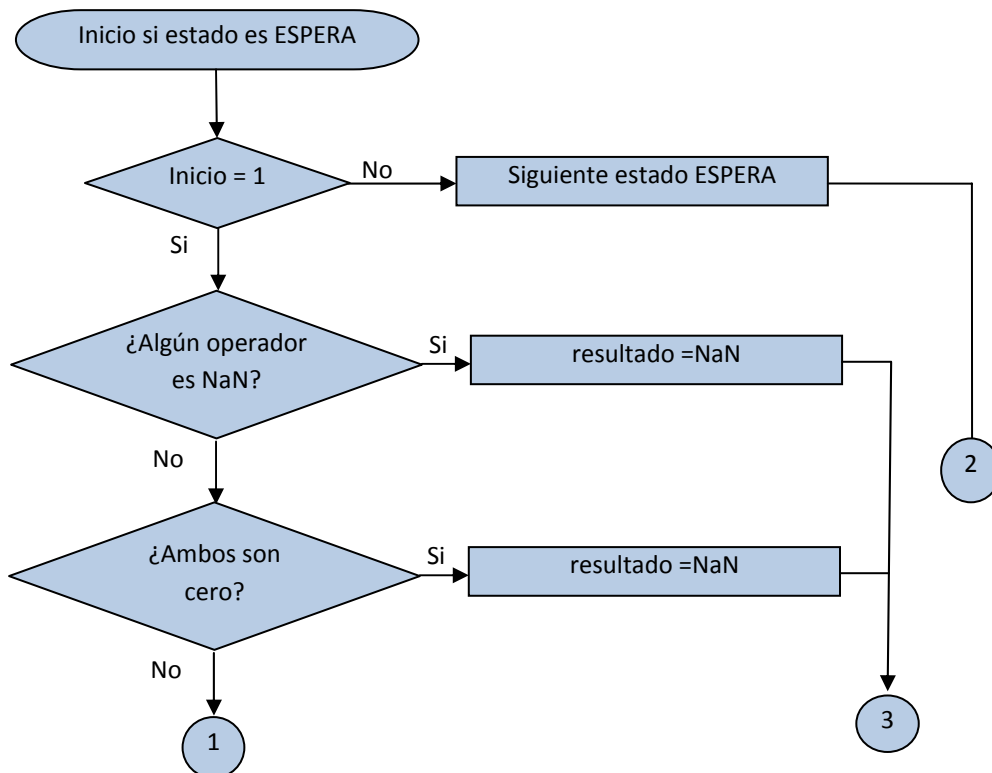 Inicio si estado es ESPERA
Inicio = 1
No
Siguiente estado ESPERA
Si
¿Algún operador
es NaN?
Si
resultado =NaN
No
2
¿Ambos son
cero?
Si
resultado =NaN
No
1
3